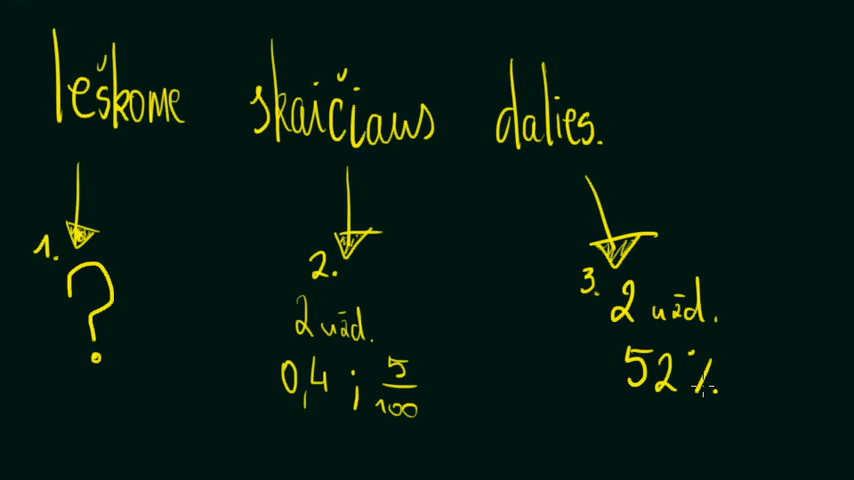 Ieškome skaičiaus dalies.
1.
?
2.
2 užd.
0,4 ; 5/100
3.
2 užd.
52 %